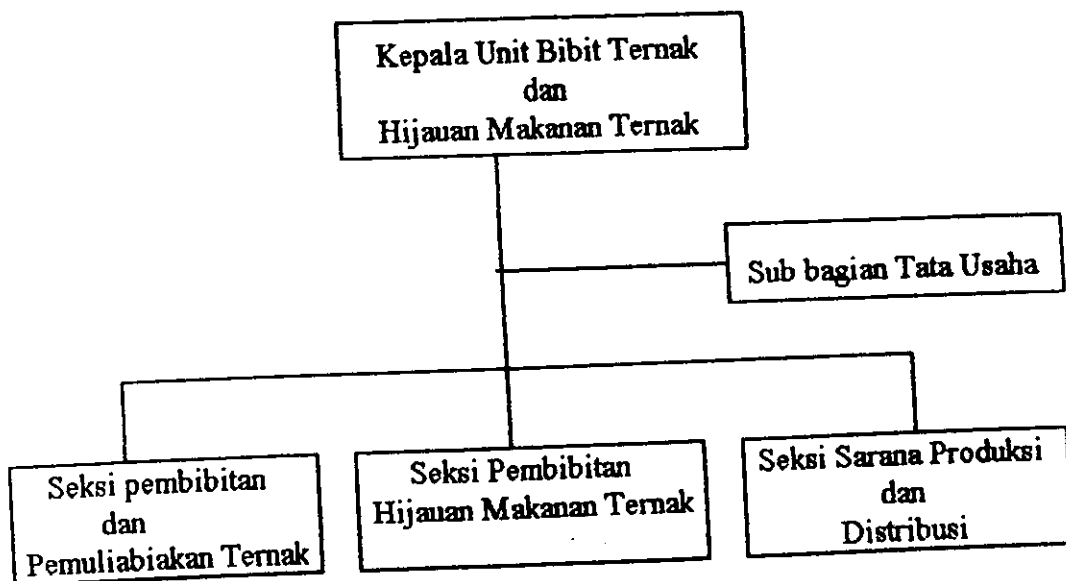 Kepala Unit Bibit Ternak
dan
Hijauan Makanan Ternak
Sub bagian Tata Usaha
Seksi pembibitan
dan
Pemuliabiakan Ternak
Seksi Pembibitan
Hijauan Makanan Ternak
Seksi Sarana Produksi
dan
Distribusi